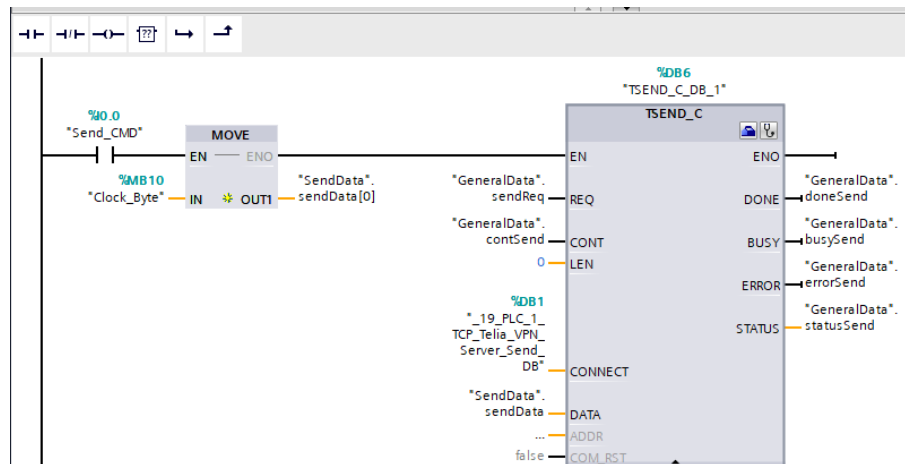 ??
%DB6
"TSEND_C_DB_1"
%I0.0
"Send_CMD"
MOVE
EN
ENO
%MB10
"Clock_Byte"
IN
OUT1
"SendData".
sendData[0]
TSEND_C
EN
ENO
"GeneralData".
sendReq
REQ
DONE
"GeneralData".
doneSend
"GeneralData".
contSend
CONT
BUSY
"GeneralData".
busySend
0
LEN
ERROR
"GeneralData".
errorSend
%DB1
"_19_PLC_1_
TCP_Telia_VPN_
Server_Send_
DB"
CONNECT
STATUS
"GeneralData".
statusSend
"SendData".
sendData
DATA
...
ADDR
false
COM_RST